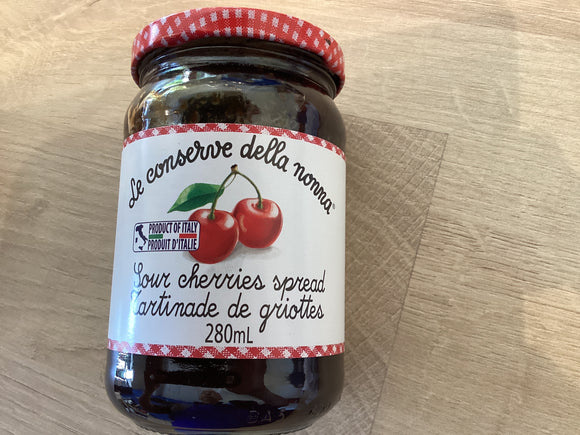 Le conserve della nonna
PRODUCT OF ITALY
PRODUIT D'ITALIE
Sour cherries spread
Tartinade de griottes
280mL